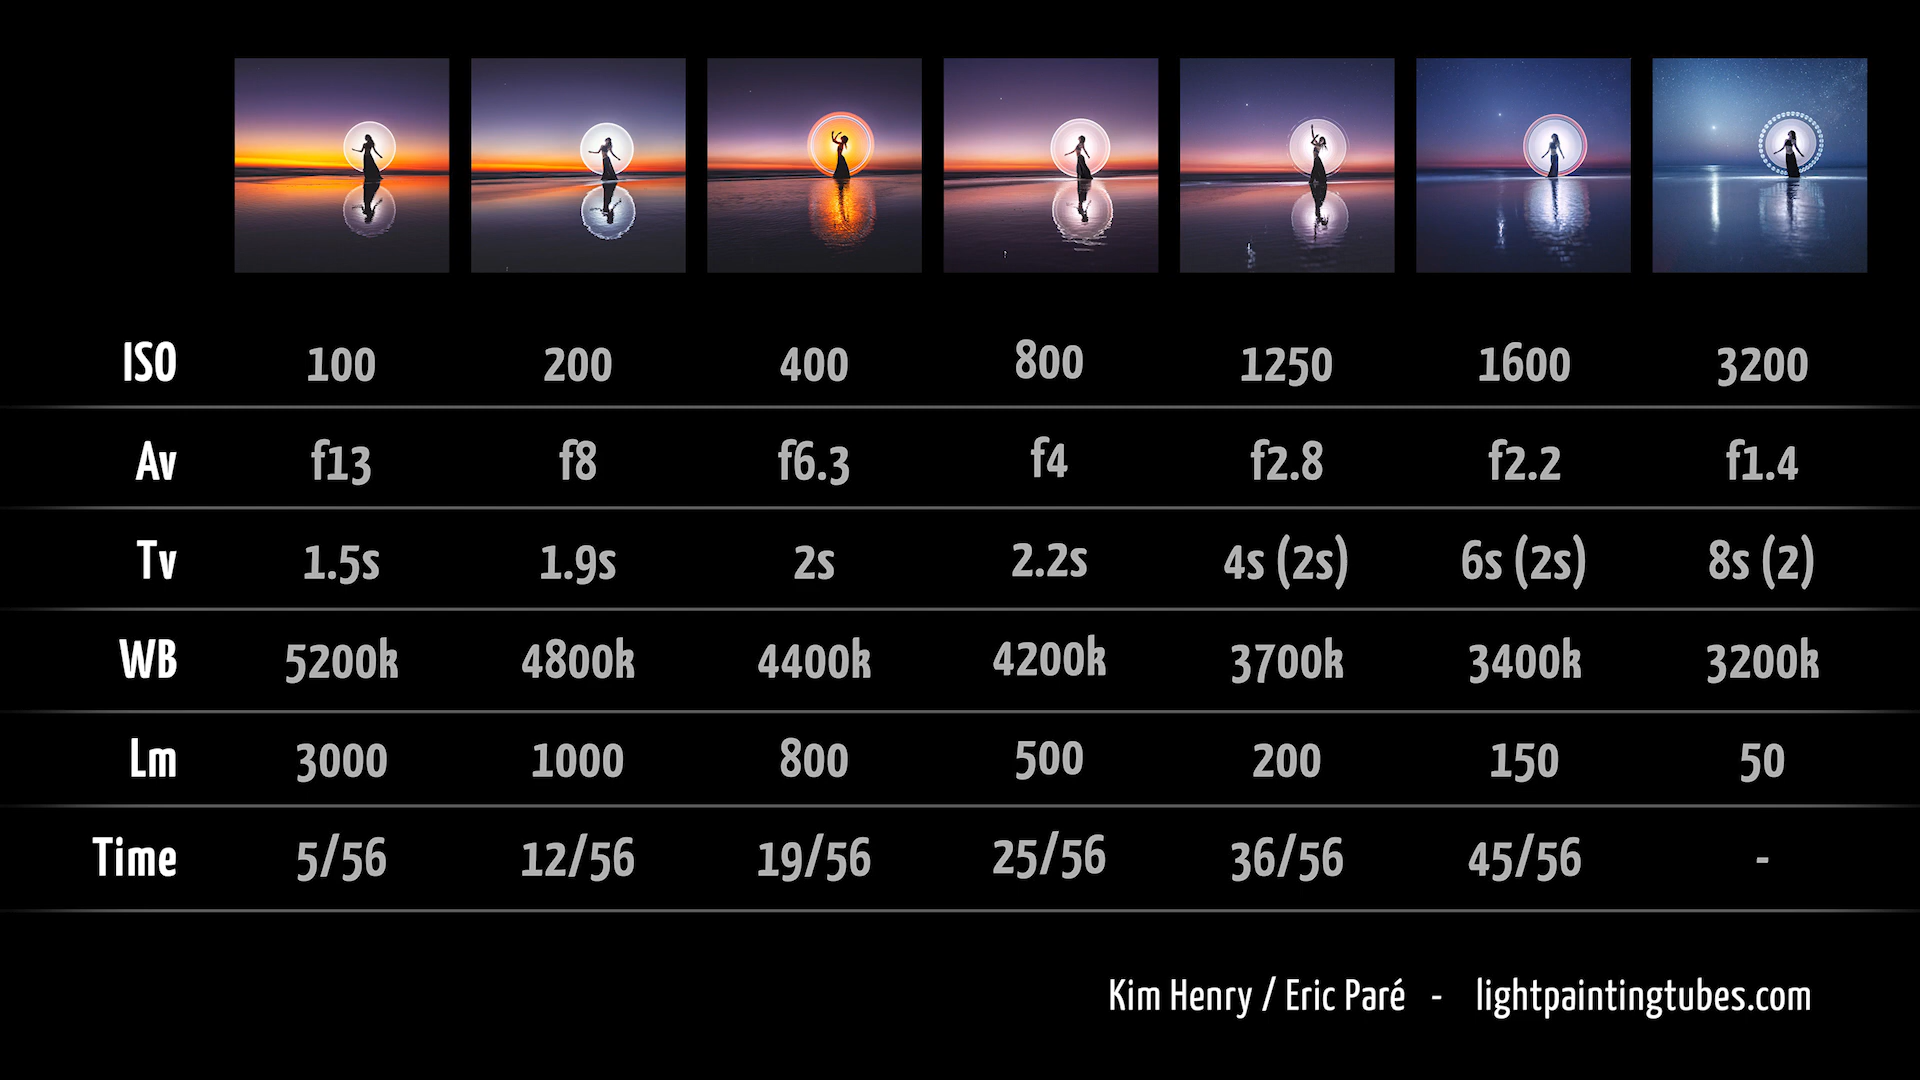 ISO 100 200 400 800 1250 1600 3200
Av f13 f8 f6.3 f4 f2.8 f2.2 f1.4
Tv 1.5s 1.9s 2s 2.2s 4s (2s) 6s (2s) 8s (2)
WB 5200k 4800k 4400k 4200k 3700k 3400k 3200k
Lm 3000 1000 800 500 200 150 50
Time 5/56 12/56 19/56 25/56 36/56 45/56 -
Kim Henry / Eric Paré - lightpaintingtubes.com